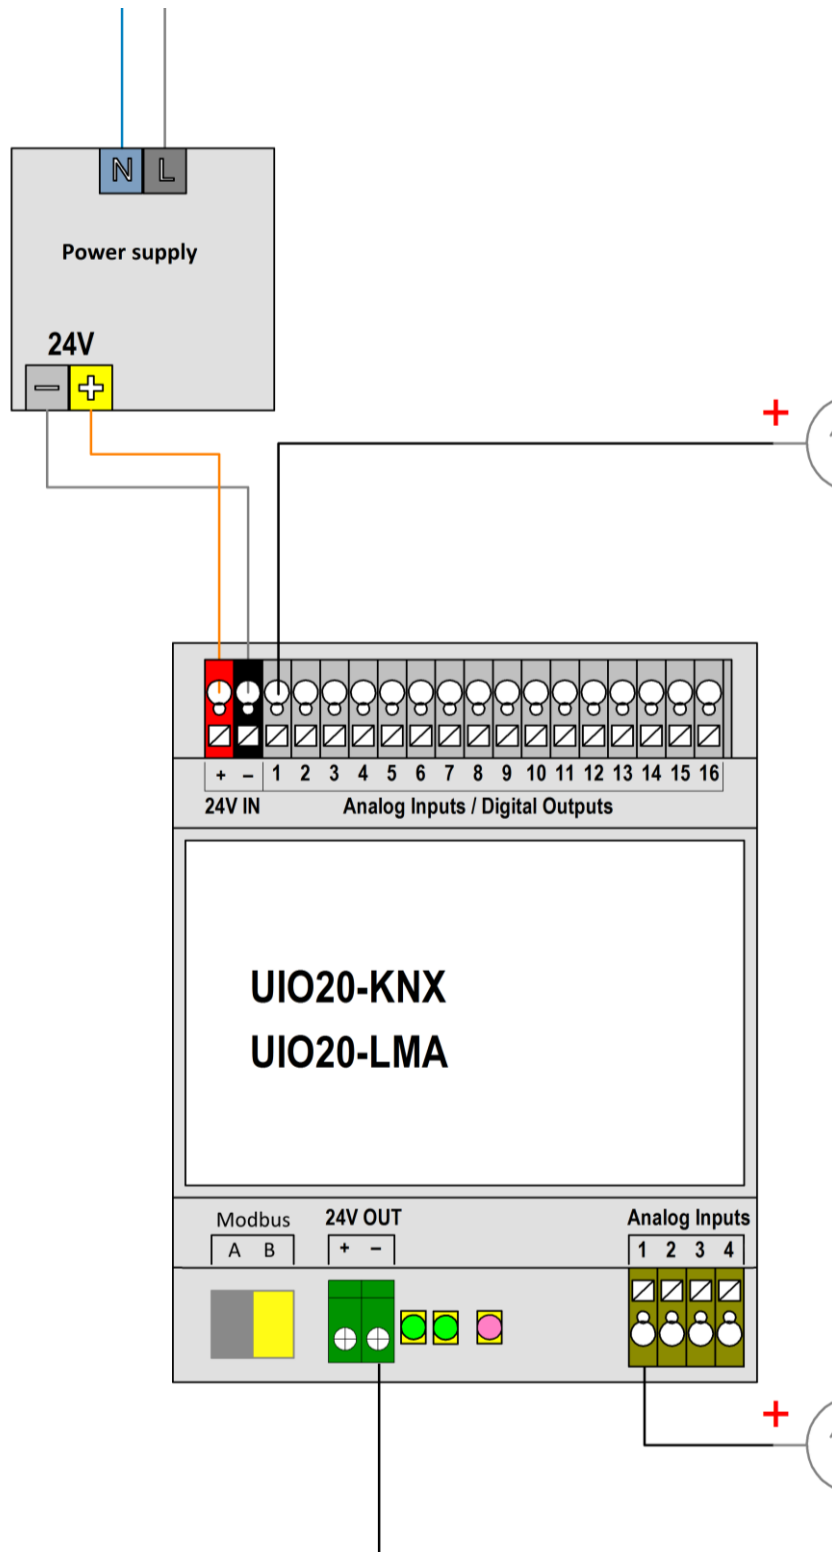 N L
Power supply
24V
− +
+
+ − 1 2 3 4 5 6 7 8 9 10 11 12 13 14 15 16
24V IN Analog Inputs / Digital Outputs
UIO20-KNX
UIO20-LMA
Modbus 24V OUT Analog Inputs
A B + − 1 2 3 4
+